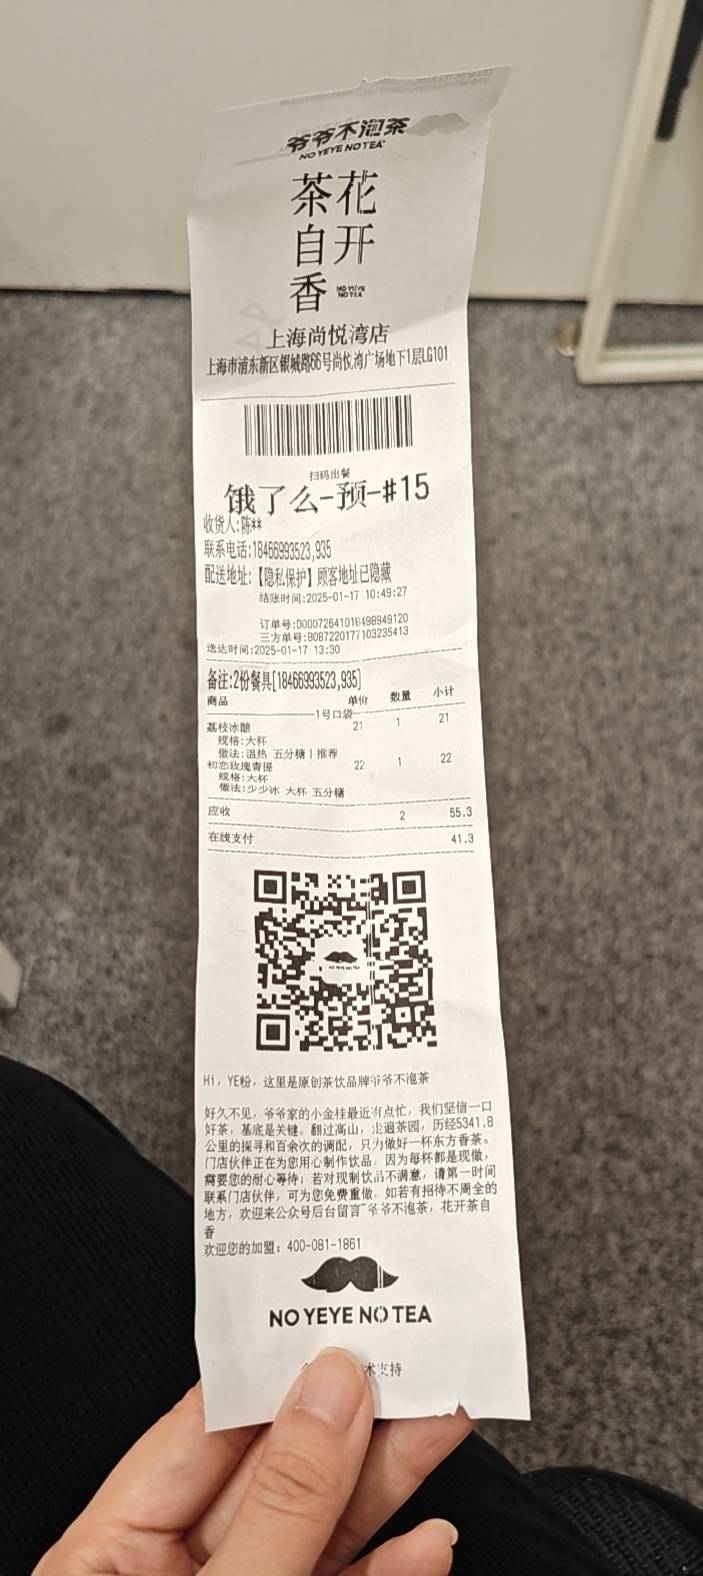 爷爷不泡茶
NO YEYE NO TEA
茶花
自开
香 NO YEYE
NO TEA
上海尚悦湾店
上海市浦东新区银城路66号尚悦湾广场地下1层LG101
扫码出餐
饿了么-预-#15
收货人:陈**
联系电话:18466993523,935
配送地址:【隐私保护】顾客地址已隐藏
结账时间:2025-01-17 10:49:27
订单号:D00072641018498949120
三方单号:8087220177103235413
送达时间:2025-01-17 13:30
备注:2份餐具[18466993523,935]
商品 单价 数量 小计
1号口袋
荔枝冰酿 21 1 21
规格:大杯
做法:温热 五分糖|推荐
初恋玫瑰青提 22 1 22
规格:大杯
做法:少少冰 大杯 五分糖
应收 2 55.3
在线支付 41.3
NO YEYE NO TEA
Hi, YE粉, 这里是原创茶饮品牌爷爷不泡茶
好久不见, 爷爷家的小金桂最近有点忙, 我们坚信一口
好茶, 基底是关键。翻过高山, 走遍茶园, 历经5341.8
公里的探寻和百余次的调配, 只为做好一杯东方香茶。
门店伙伴正在为您用心制作饮品, 因为每杯都是现做,
需要您的耐心等待; 若对现制饮品不满意, 请第一时间
联系门店伙伴, 可为您免费重做。如若有招待不周全的
地方, 欢迎来公众号后台留言~爷爷不泡茶, 花开茶自
香
欢迎您的加盟: 400-081-1861
NO YEYE NO TEA
术支持